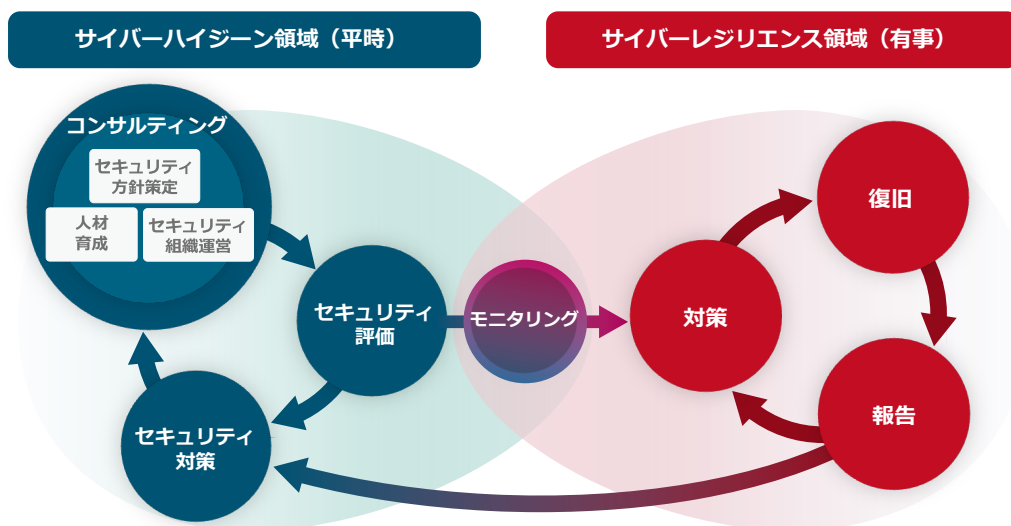 サイバーハイジーン領域（平時）
サイバーレジリエンス領域（有事）
コンサルティング
セキュリティ
方針策定
人材
育成
セキュリティ
組織運営
セキュリティ
評価
モニタリング
対策
復旧
報告
セキュリティ
対策